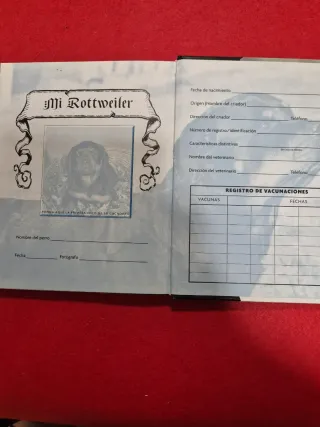 Mi Rottweiler
Nombre del perro
Fecha Fotografía
Fecha de nacimiento
Origen (Nombre del criador)
Dirección del criador Teléfono
Número de registro / Identificación
Características distintivas
Nombre del veterinario
Dirección del veterinario Teléfono
REGISTRO DE VACUNACIONES
VACUNAS FECHAS